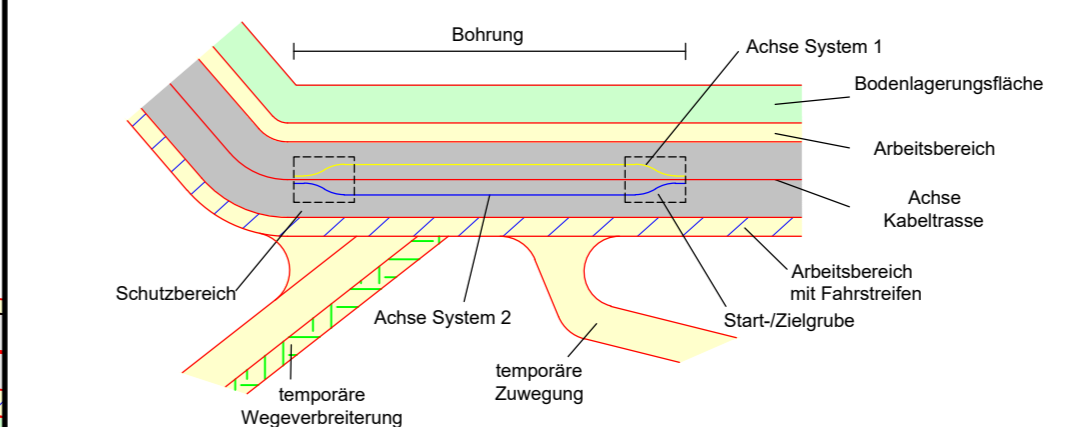 Bohrung
Achse System 1
Bodenlagerungsfläche
Arbeitsbereich
Achse
Kabeltrasse
Arbeitsbereich
mit Fahrstreifen
Start-/Zielgrube
Schutzbereich
Achse System 2
temporäre
Zuwegung
temporäre
Wegeverbreiterung